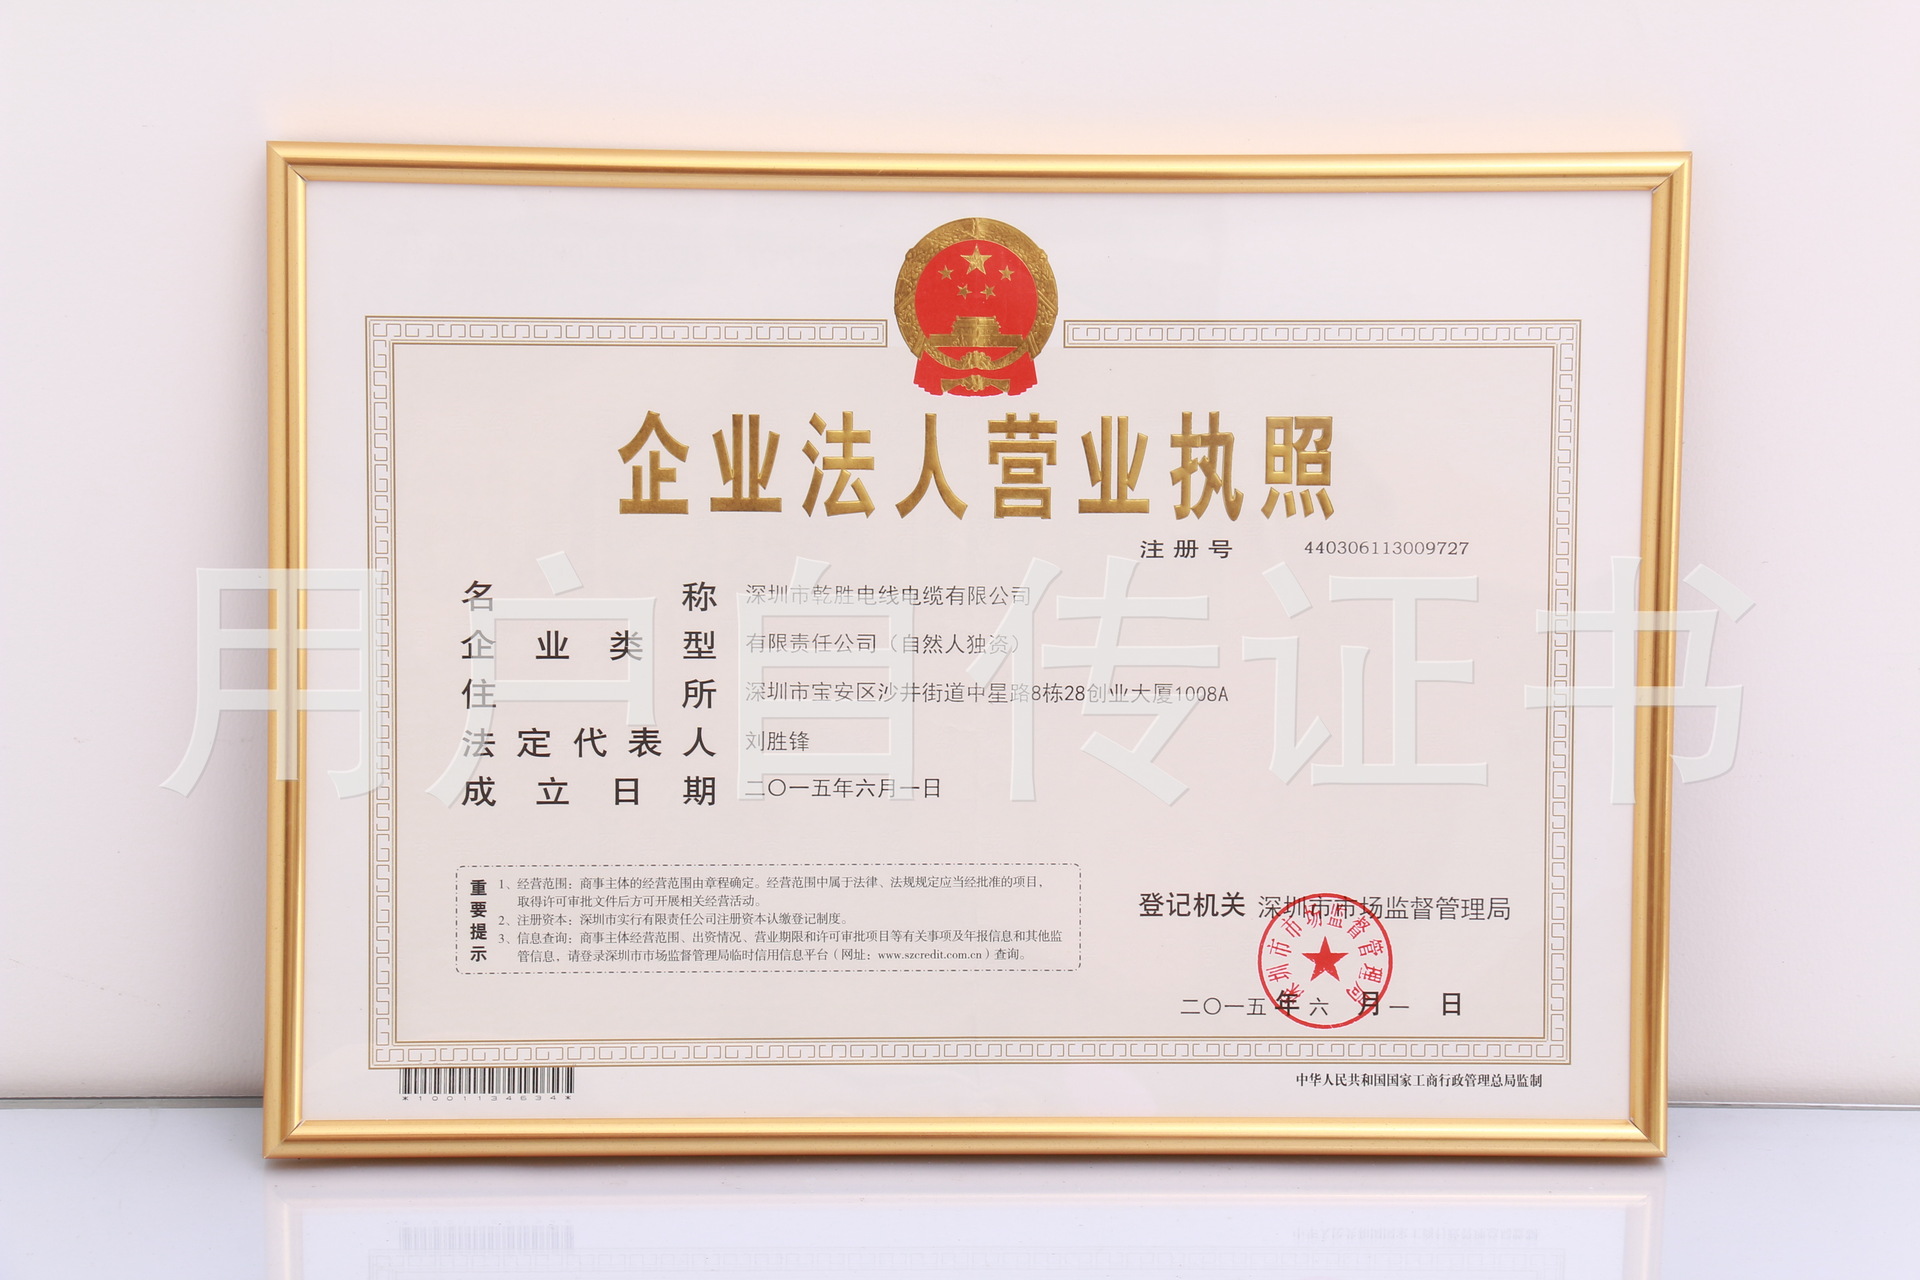 企业法人营业执照
注册号 440306113009727
名称 深圳市乾胜电线电缆有限公司
企业类型 有限责任公司（自然人独资）
住所 深圳市宝安区沙井街道中星路8栋28创业大厦1008A
法定代表人 刘胜锋
成立日期 二〇一五年六月一日
用户自传证书
重要提示
1、经营范围：商事主体的经营范围由章程确定。经营范围中属于法律、法规规定应当经批准的项目，
取得许可审批文件后方可开展相关经营活动。
2、注册资本：深圳市实行有限责任公司注册资本认缴登记制度。
3、信息查询：商事主体经营范围、出资情况、营业期限和许可审批项目等有关事项及年报信息和其他监
管信息，请登录深圳市市场监督管理局临时信用信息平台（网址：www.szcredit.com.cn）查询。
登记机关 深圳市市场监督管理局
深圳市市场监督管理局
二〇一五年六月一日
*1001134634*
中华人民共和国国家工商行政管理总局监制